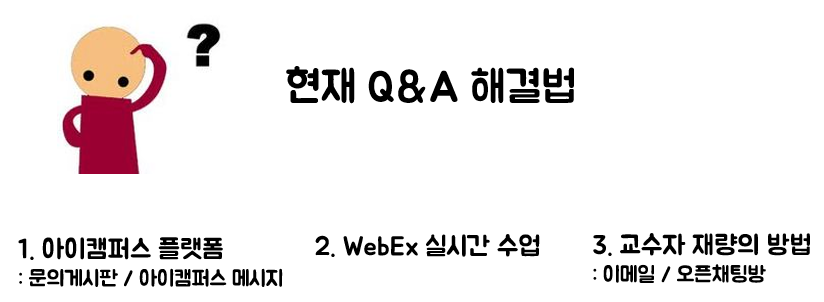 ?
현재 Q&A 해결법
1. 아이캠퍼스 플랫폼
: 문의게시판 / 아이캠퍼스 메시지
2. WebEx 실시간 수업
3. 교수자 재량의 방법
: 이메일 / 오픈채팅방